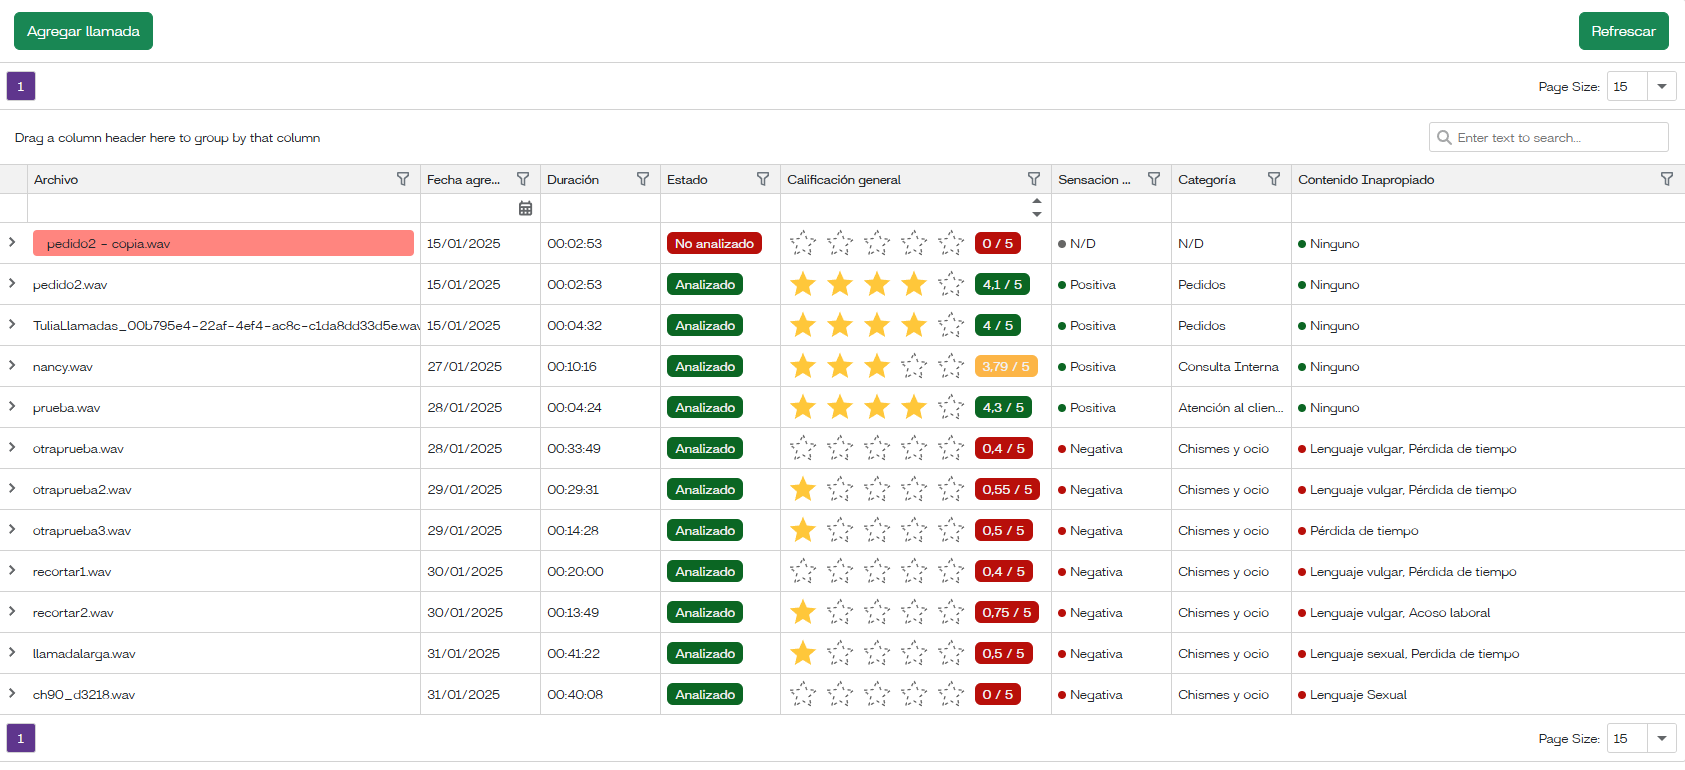 Agregar llamada Refrescar
1 Page Size: 15
Drag a column header here to group by that column Enter text to search...
Archivo Fecha agre... Duración Estado Calificación general Sensacion ... Categoría Contenido Inapropiado
pedido2 - copia.wav 15/01/2025 00:02:53 No analizado 0 / 5 N/D N/D Ninguno
pedido2.wav 15/01/2025 00:02:53 Analizado 4,1 / 5 Positiva Pedidos Ninguno
TuliaLlamadas_00b795e4-22af-4ef4-ac8c-c1da8dd33d5e.wav 15/01/2025 00:04:32 Analizado 4 / 5 Positiva Pedidos Ninguno
nancy.wav 27/01/2025 00:10:16 Analizado 3,79 / 5 Positiva Consulta Interna Ninguno
prueba.wav 28/01/2025 00:04:24 Analizado 4,3 / 5 Positiva Atención al clien... Ninguno
otraprueba.wav 28/01/2025 00:33:49 Analizado 0,4 / 5 Negativa Chismes y ocio Lenguaje vulgar, Pérdida de tiempo
otraprueba2.wav 29/01/2025 00:29:31 Analizado 0,55 / 5 Negativa Chismes y ocio Lenguaje vulgar, Pérdida de tiempo
otraprueba3.wav 29/01/2025 00:14:28 Analizado 0,5 / 5 Negativa Chismes y ocio Pérdida de tiempo
recortar1.wav 30/01/2025 00:20:00 Analizado 0,4 / 5 Negativa Chismes y ocio Lenguaje vulgar, Pérdida de tiempo
recortar2.wav 30/01/2025 00:13:49 Analizado 0,75 / 5 Negativa Chismes y ocio Lenguaje vulgar, Acoso laboral
llamadalarga.wav 31/01/2025 00:41:22 Analizado 0,5 / 5 Negativa Chismes y ocio Lenguaje sexual, Perdida de tiempo
ch90_d3218.wav 31/01/2025 00:40:08 Analizado 0 / 5 Negativa Chismes y ocio Lenguaje Sexual
1 Page Size: 15